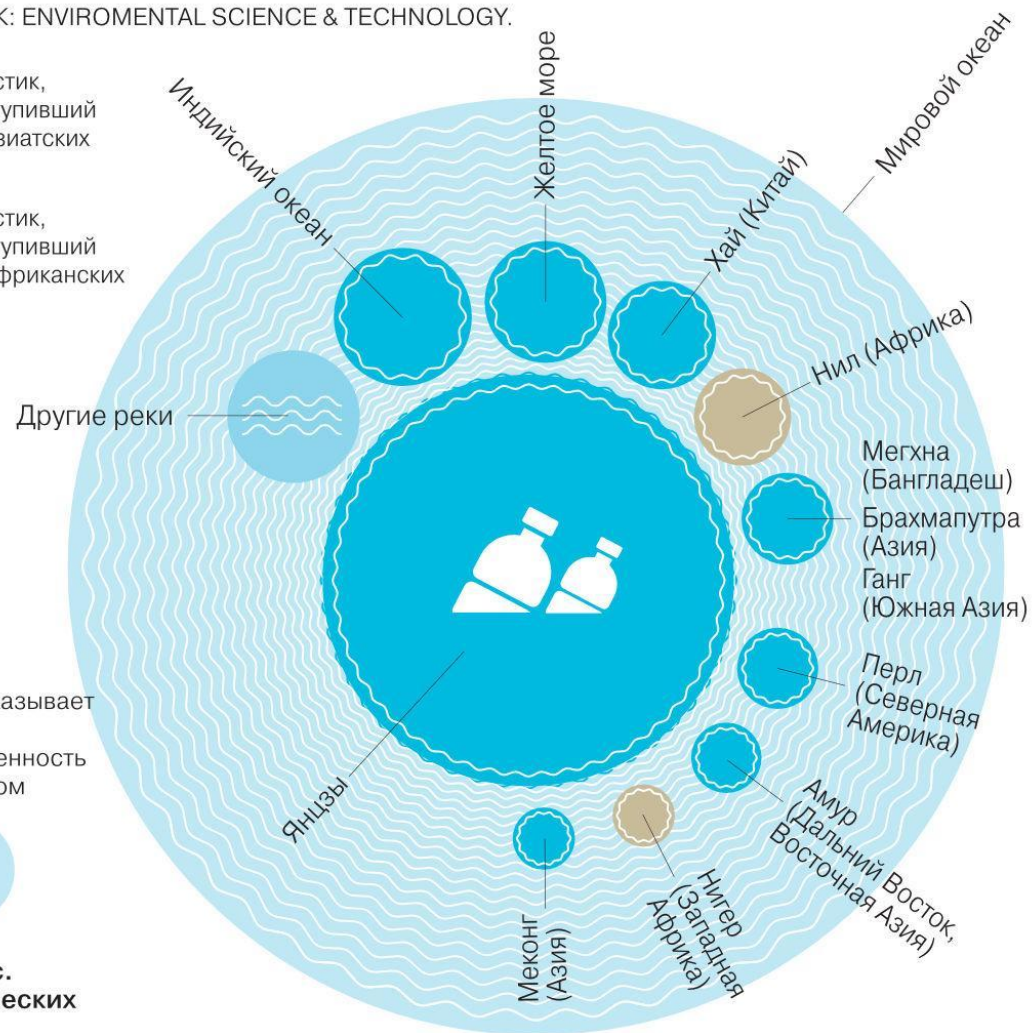 К: ENVIROMENTAL SCIENCE & TECHNOLOGY.
стик,
тупивший
зиатских
стик,
тупивший
фриканских
Индийский океан
Желтое море
Хай (Китай)
Мировой океан
Нил (Африка)
Другие реки
Мегхна
(Бангладеш)
Брахмапутра
(Азия)
Ганг
(Южная Азия)
Перл
(Северная
Америка)
Амур
(Дальний Восток,
Восточная Азия)
Нигер
(Западная
Африка)
Меконг
(Азия)
Янцзы
азывает
енность
ом
с.
еских